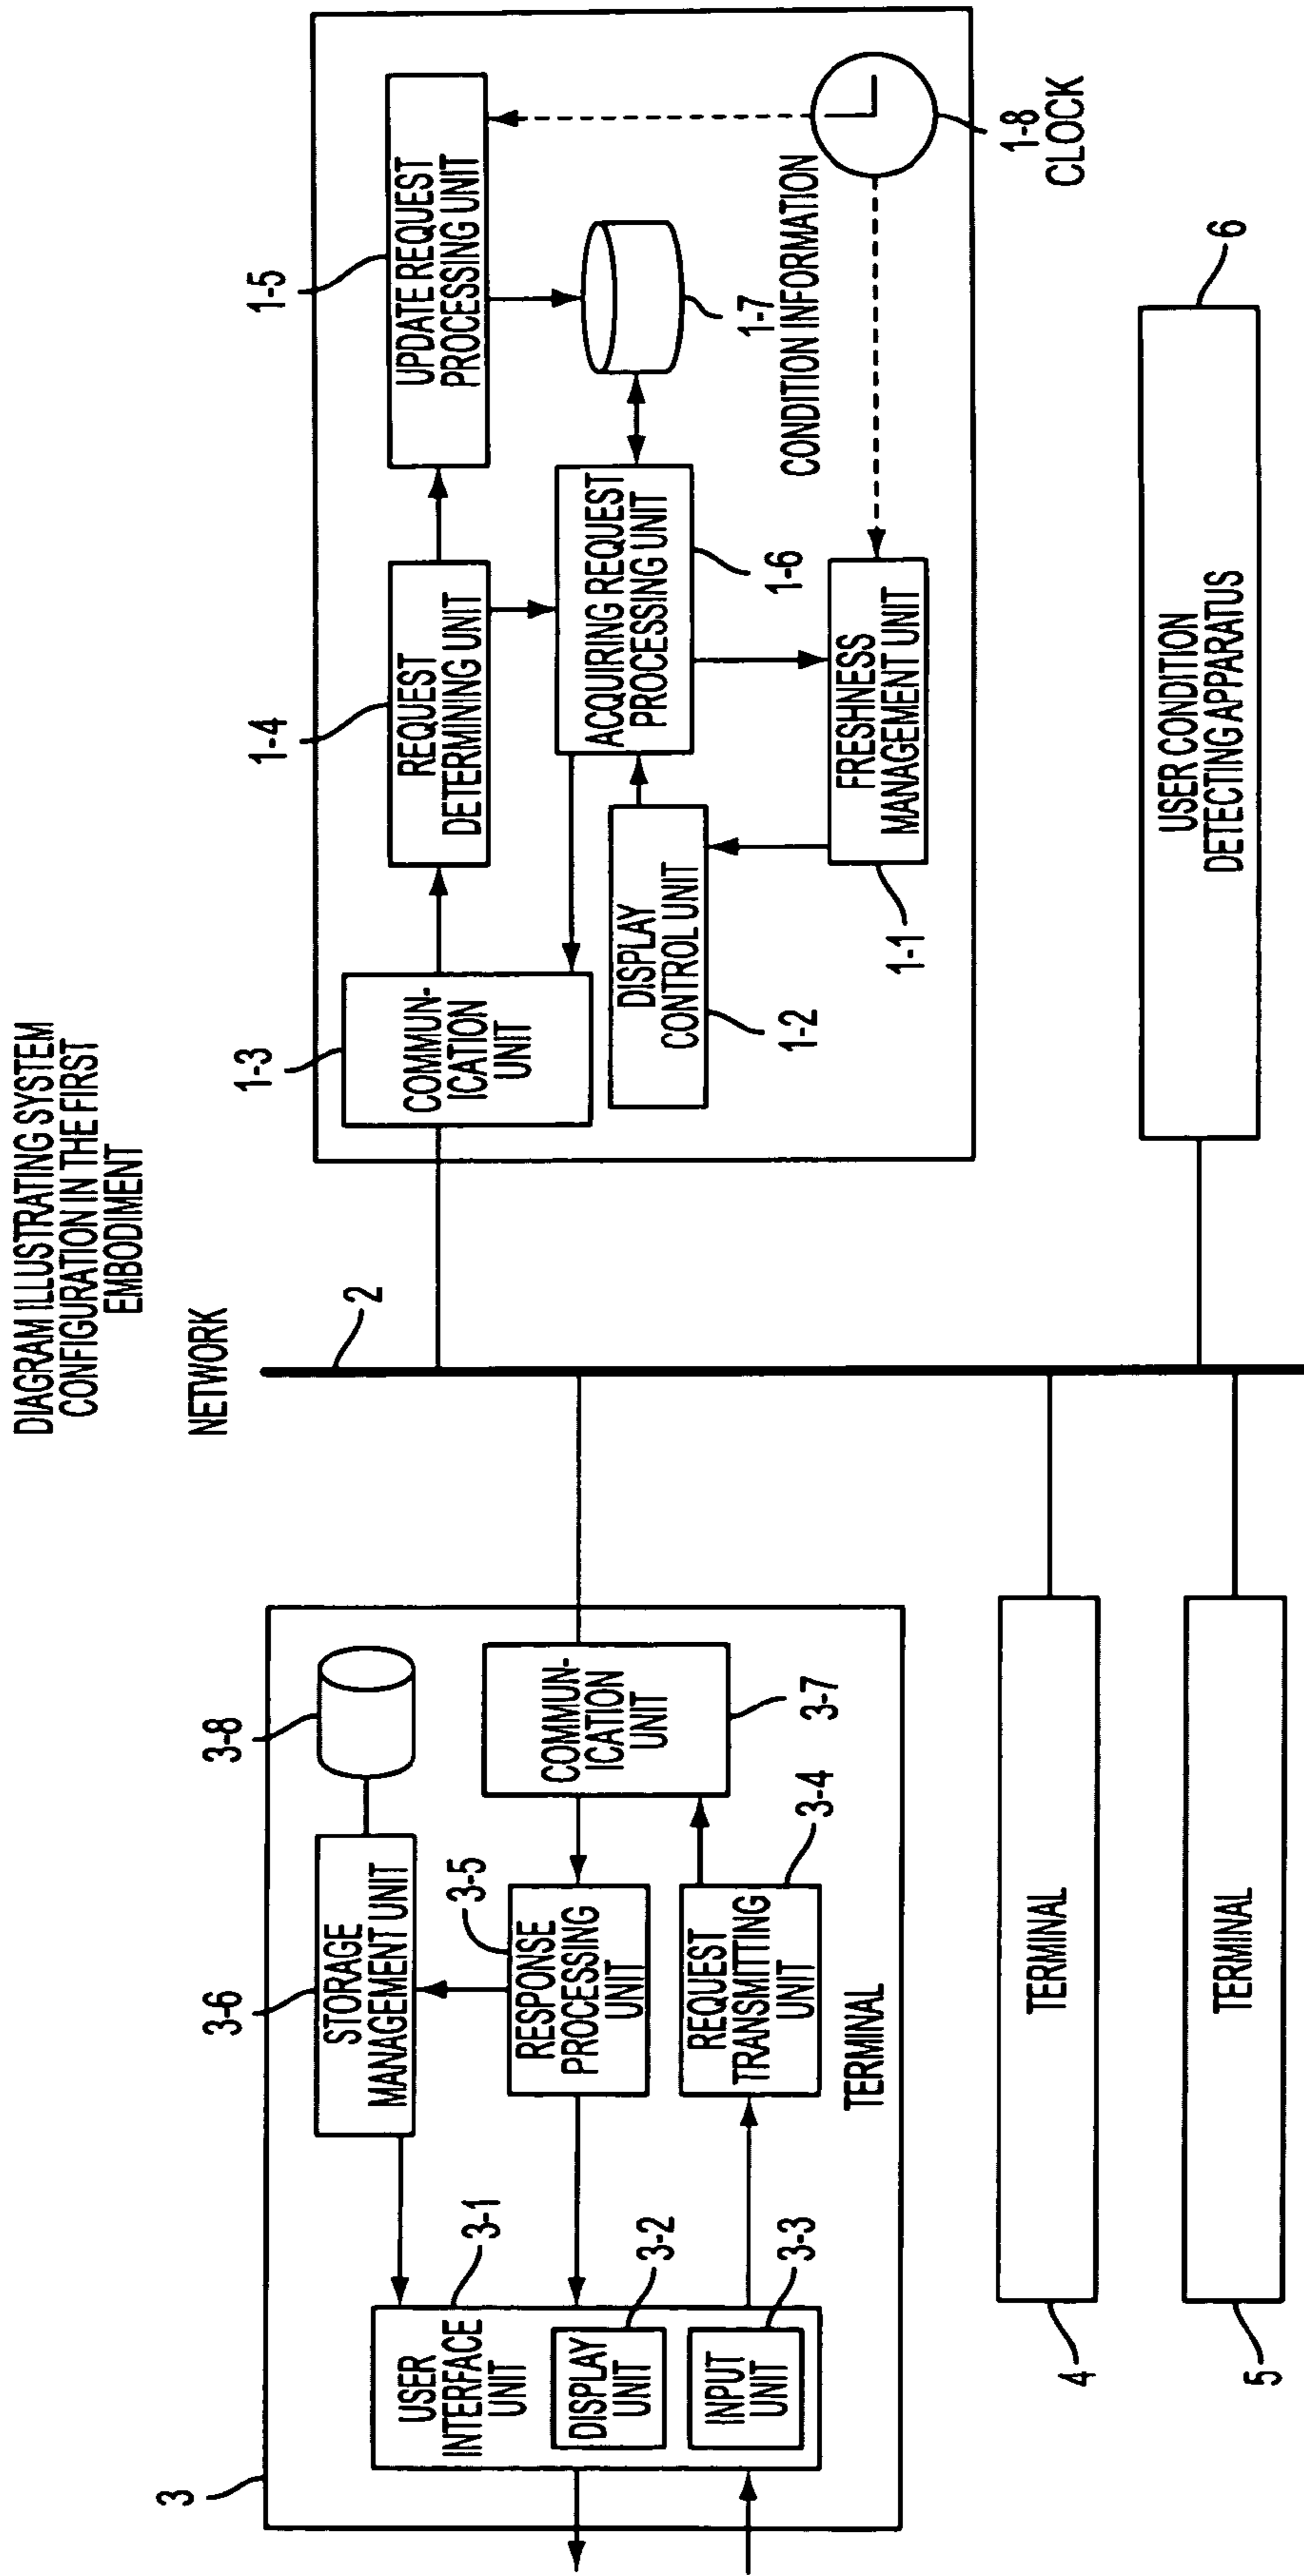 DIAGRAM ILLUSTRATING SYSTEM
CONFIGURATION IN THE FIRST
EMBODIMENT
NETWORK
2
3
3-6
3-8
STORAGE
MANAGEMENT UNIT
USER
INTERFACE
UNIT
3-1
DISPLAY
UNIT
3-2
INPUT
UNIT
3-3
3-5
RESPONSE
PROCESSING
UNIT
REQUEST
TRANSMITTING
UNIT
3-4
COMMUN-
ICATION
UNIT
3-7
TERMINAL
4
TERMINAL
5
TERMINAL
1-3
COMMUN-
ICATION
UNIT
1-4
REQUEST
DETERMINING UNIT
1-5
UPDATE REQUEST
PROCESSING UNIT
DISPLAY
CONTROL UNIT
1-2
ACQUIRING REQUEST
PROCESSING UNIT
1-6
1-7
CONDITION INFORMATION
FRESHNESS
MANAGEMENT UNIT
1-1
1-8
CLOCK
6
USER CONDITION
DETECTING APPARATUS